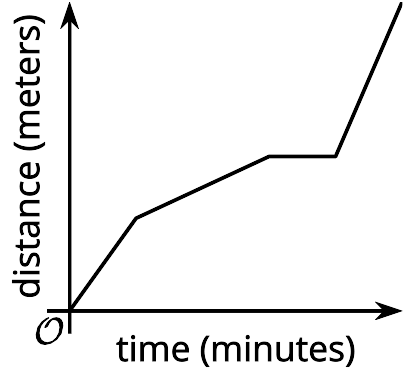 distance (meters)
𝒪
time (minutes)